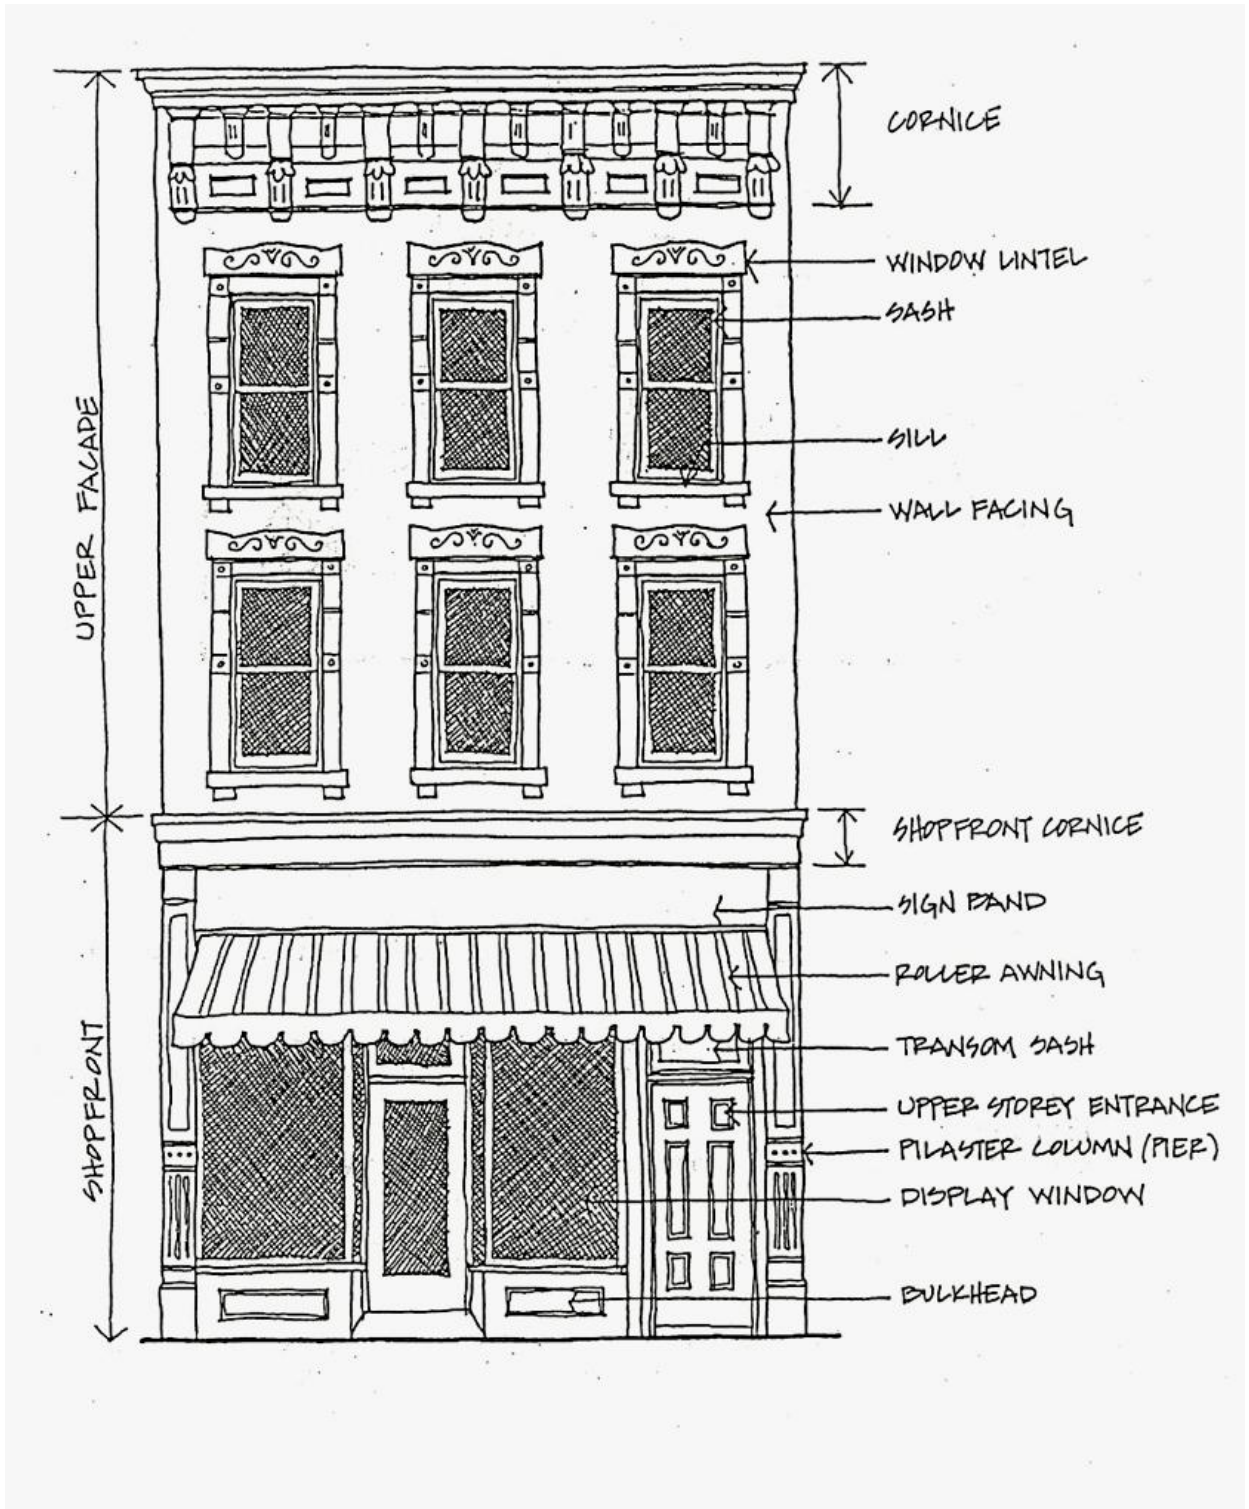 CORNICE
WINDOW LINTEL
SASH
SILL
WALL FACING
UPPER FACADE
SHOPFRONT CORNICE
SIGN BAND
ROLLER AWNING
TRANSOM SASH
UPPER STOREY ENTRANCE
PILASTER COLUMN (PIER)
DISPLAY WINDOW
BULKHEAD
SHOPFRONT